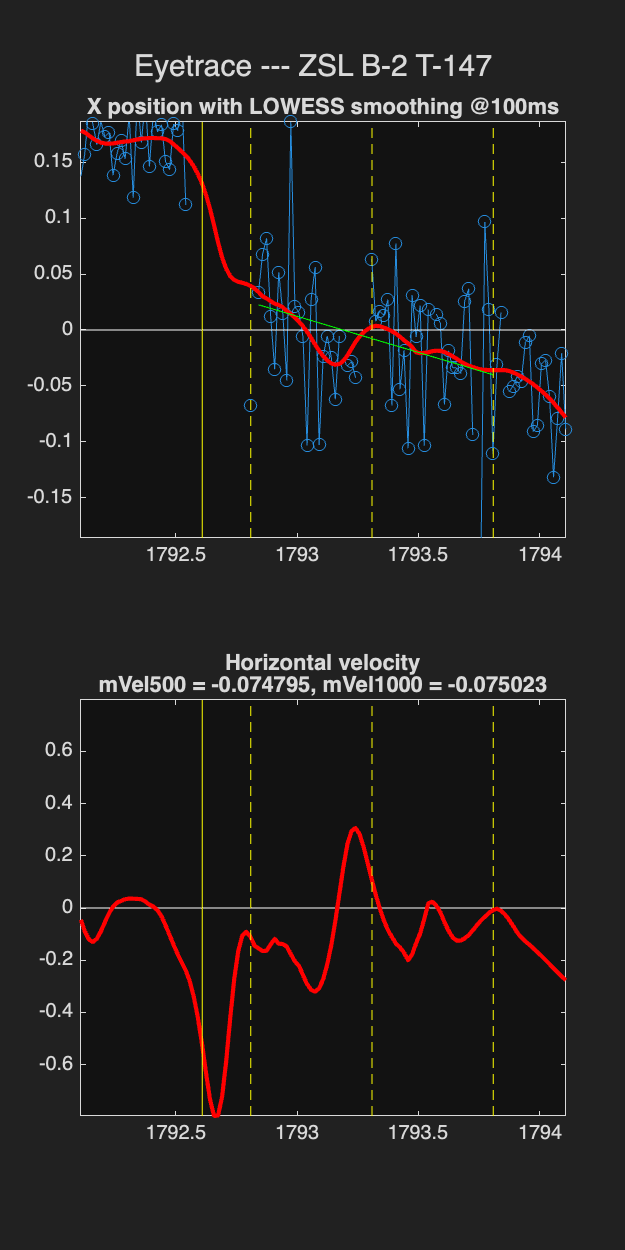 Eyetrace --- ZSL B-2 T-147
X position with LOWESS smoothing @100ms
0.15
0.1
0.05
0
-0.05
-0.1
-0.15
1792.5 1793 1793.5 1794
Horizontal velocity
mVel500 = -0.074795, mVel1000 = -0.075023
0.6
0.4
0.2
0
-0.2
-0.4
-0.6
1792.5 1793 1793.5 1794